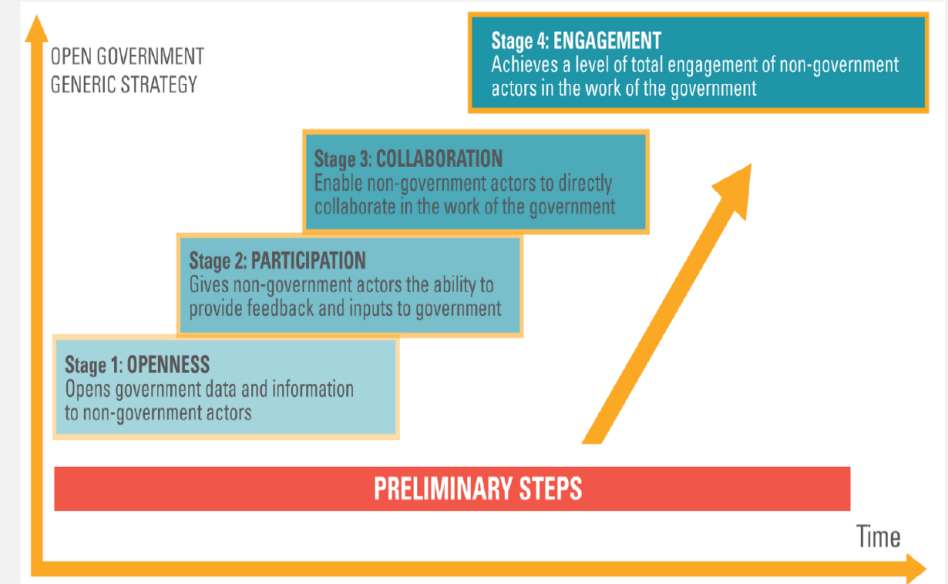 OPEN GOVERNMENT
GENERIC STRATEGY
Stage 4: ENGAGEMENT
Achieves a level of total engagement of non-government
actors in the work of the government
Stage 3: COLLABORATION
Enable non-government actors to directly
collaborate in the work of the government
Stage 2: PARTICIPATION
Gives non-government actors the ability to
provide feedback and inputs to government
Stage 1: OPENNESS
Opens government data and information
to non-government actors
PRELIMINARY STEPS
Time